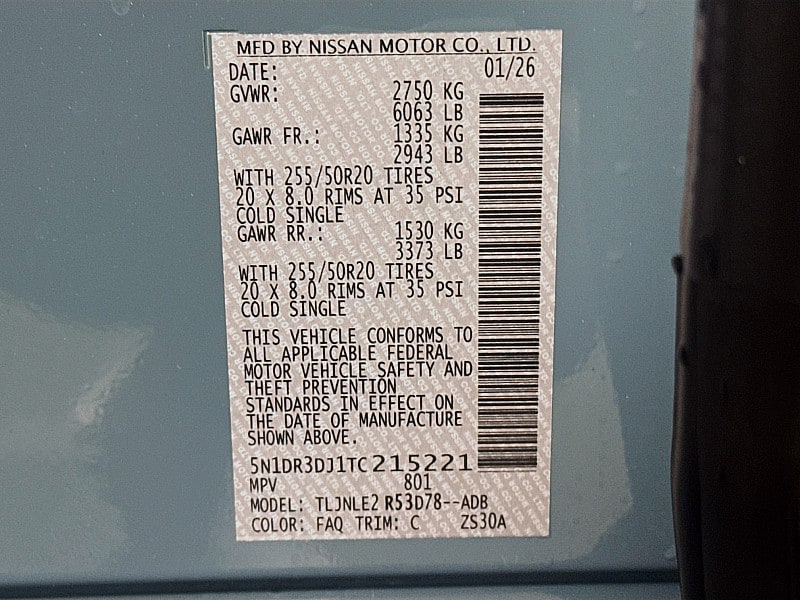 MFD BY NISSAN MOTOR CO., LTD.
DATE: 01/26
GVWR: 2750 KG
6063 LB
GAWR FR.: 1335 KG
2943 LB
WITH 255/50R20 TIRES
20 X 8.0 RIMS AT 35 PSI
COLD SINGLE
GAWR RR.: 1530 KG
3373 LB
WITH 255/50R20 TIRES
20 X 8.0 RIMS AT 35 PSI
COLD SINGLE
THIS VEHICLE CONFORMS TO
ALL APPLICABLE FEDERAL
MOTOR VEHICLE SAFETY AND
THEFT PREVENTION
STANDARDS IN EFFECT ON
THE DATE OF MANUFACTURE
SHOWN ABOVE.
5N1DR3DJ1TC215221
MPV 801
MODEL: TLJNLE2 R53D78--ADB
COLOR: FAQ TRIM: C ZS30A